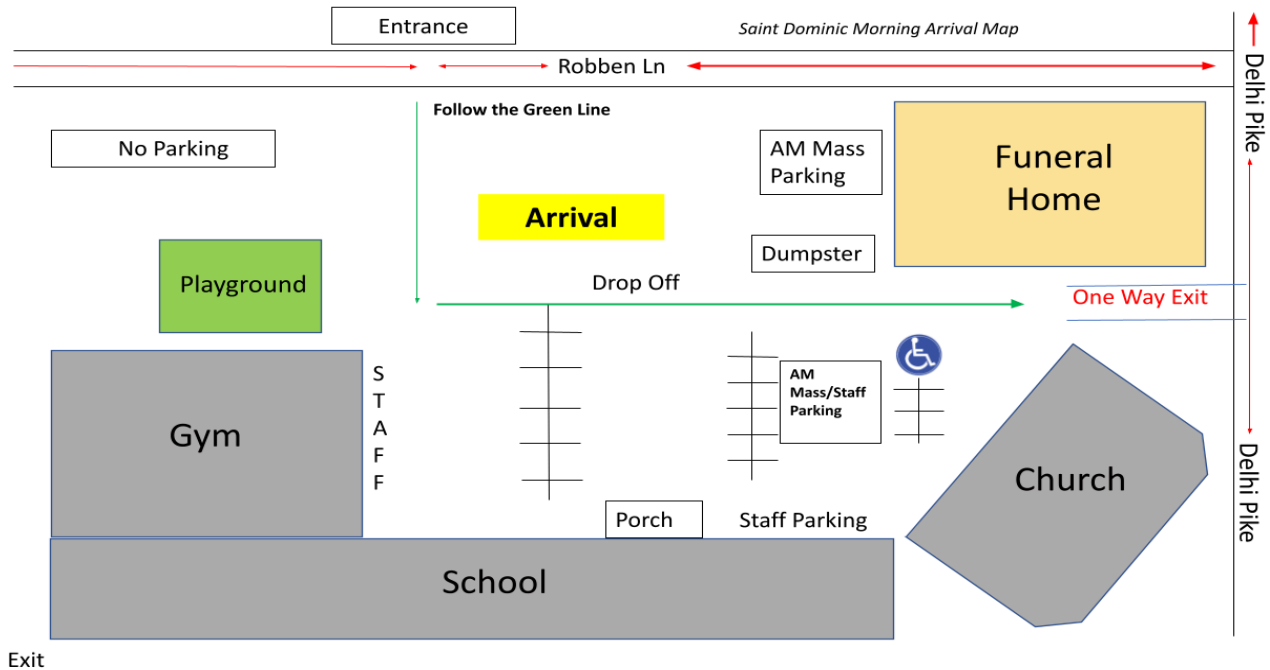 Entrance
Saint Dominic Morning Arrival Map
Robben Ln
Delhi Pike
Follow the Green Line
No Parking
AM Mass
Parking
Funeral
Home
Arrival
Dumpster
Playground
Drop Off
One Way Exit
STAFF
AM
Mass/Staff
Parking
Gym
Church
Delhi Pike
Porch
Staff Parking
School
Exit